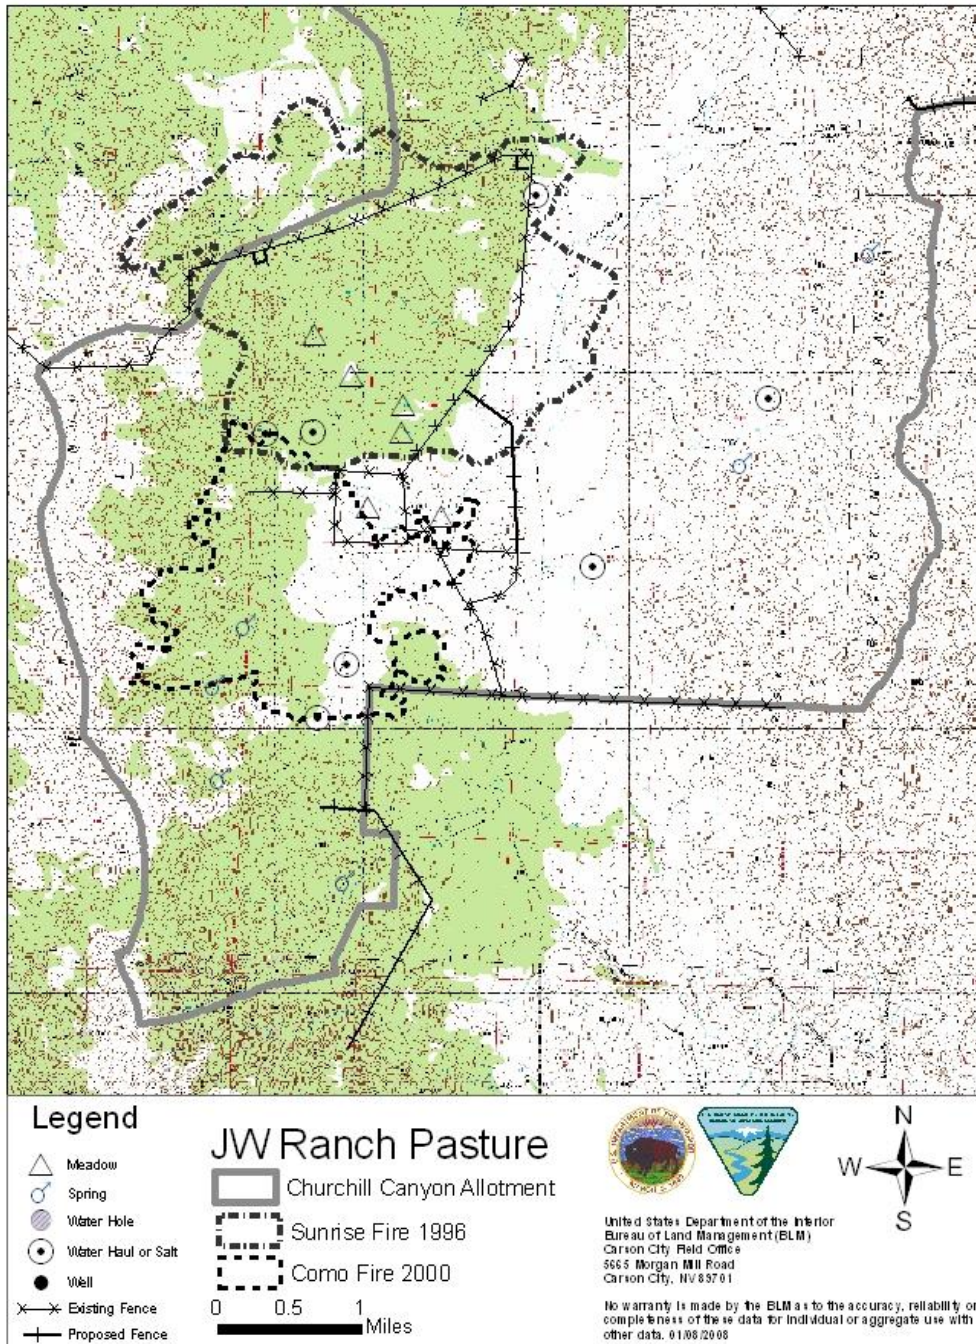 Legend
Meadow
Spring
Water Hole
Water Haul or Salt
Well
Existing Fence
Proposed Fence
JW Ranch Pasture
Churchill Canyon Allotment
Sunrise Fire 1996
Como Fire 2000
0 0.5 1
Miles
N
W E
S
United States Department of the Interior
Bureau of Land Management (BLM)
Carson City Field Office
5665 Morgan Mill Road
Carson City, NV 89701
No warranty is made by the BLM as to the accuracy, reliability or
completeness of these data for individual or aggregate use with
other data. 01/08/2008